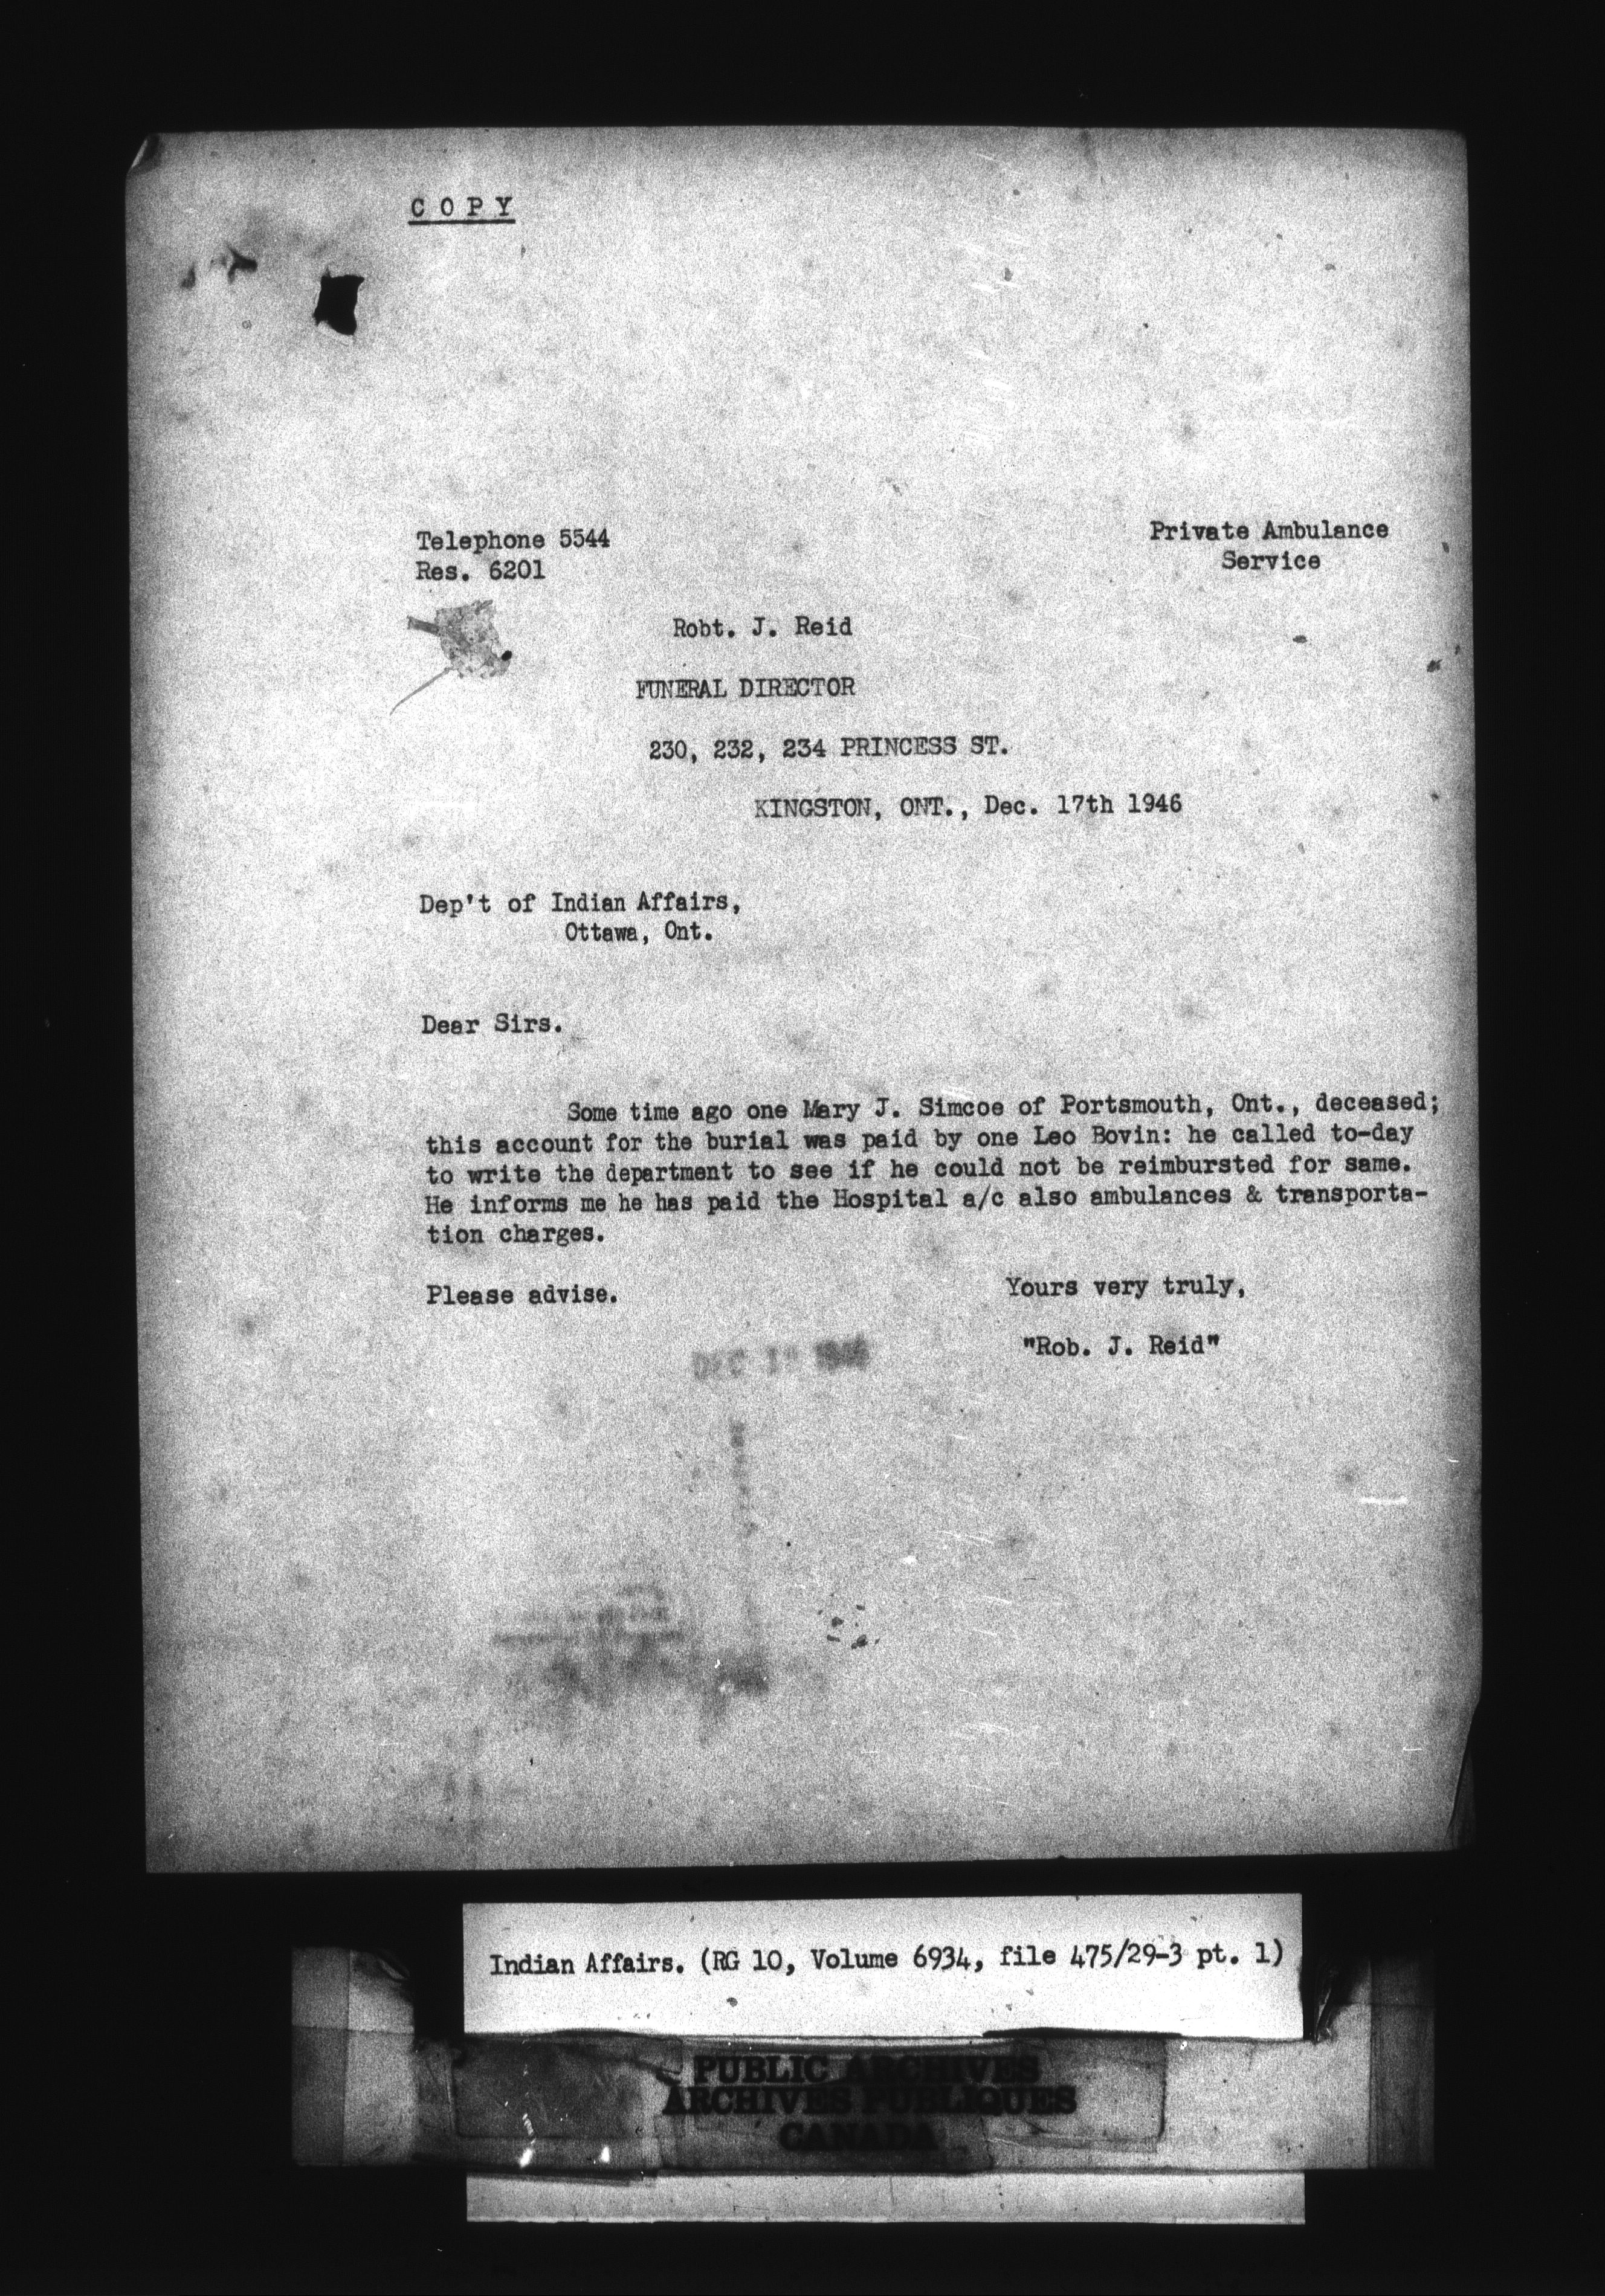 COPY
Telephone 5544
Res. 6201
Private Ambulance
Service
Robt. J. Reid
FUNERAL DIRECTOR
230, 232, 234 PRINCESS ST.
KINGSTON, ONT., Dec. 17th 1946
Dep't of Indian Affairs,
Ottawa, Ont.
Dear Sirs.
Some time ago one Mary J. Simcoe of Portsmouth, Ont., deceased;
this account for the burial was paid by one Leo Bovin: he called to-day
to write the department to see if he could not be reimbursted for same.
He informs me he has paid the Hospital a/c also ambulances & transporta-
tion charges.
Please advise.
Yours very truly,
"Rob. J. Reid"
DEC 1946
Indian Affairs. (RG 10, Volume 6934, file 475/29-3 pt. 1)
PUBLIC ARCHIVES
ARCHIVES PUBLIQUES
CANADA